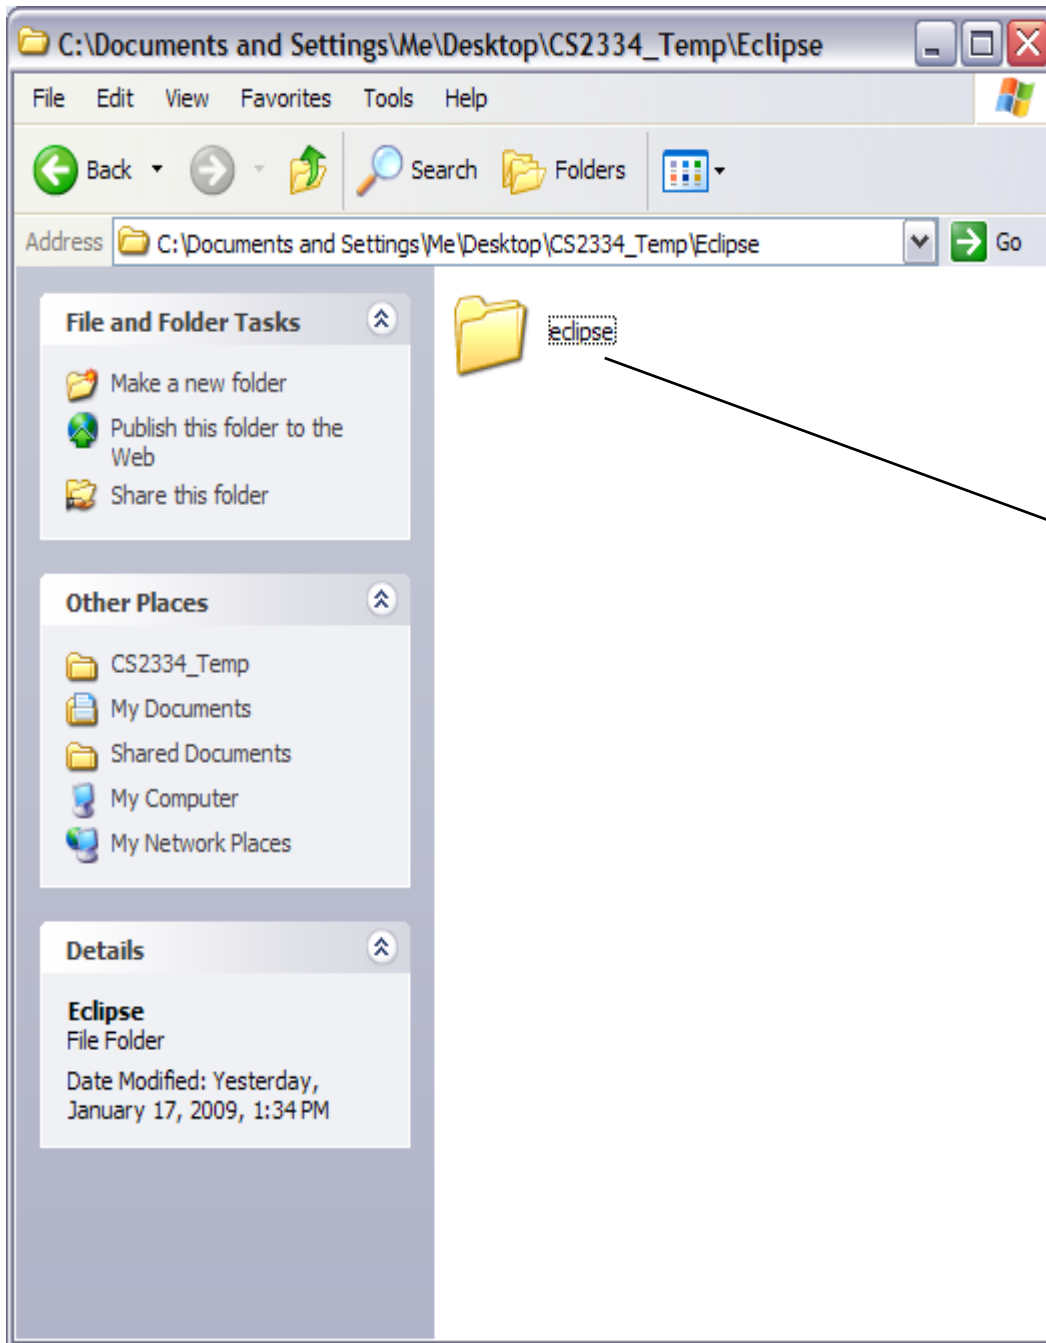 C:\Documents and Settings\Me\Desktop\CS2334_Temp\Eclipse
File Edit View Favorites Tools Help
Back Search Folders
Address C:\Documents and Settings\Me\Desktop\CS2334_Temp\Eclipse Go
File and Folder Tasks
Make a new folder
Publish this folder to the
Web
Share this folder
Other Places
CS2334_Temp
My Documents
Shared Documents
My Computer
My Network Places
Details
Eclipse
File Folder
Date Modified: Yesterday,
January 17, 2009, 1:34 PM
eclipse